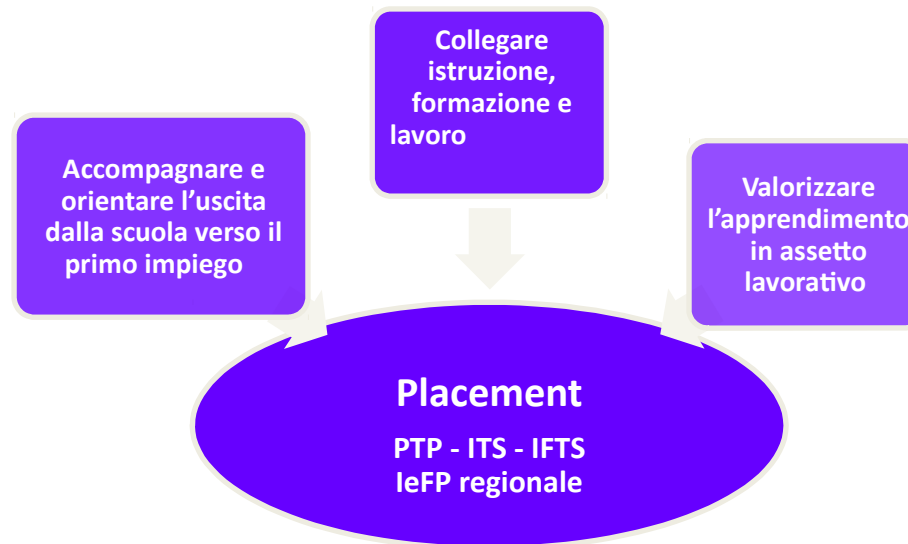 Collegare
istruzione,
formazione e
lavoro
Accompagnare e
orientare l’uscita
dalla scuola verso il
primo impiego
Valorizzare
l’apprendimento
in assetto
lavorativo
Placement
PTP - ITS - IFTS
IeFP regionale